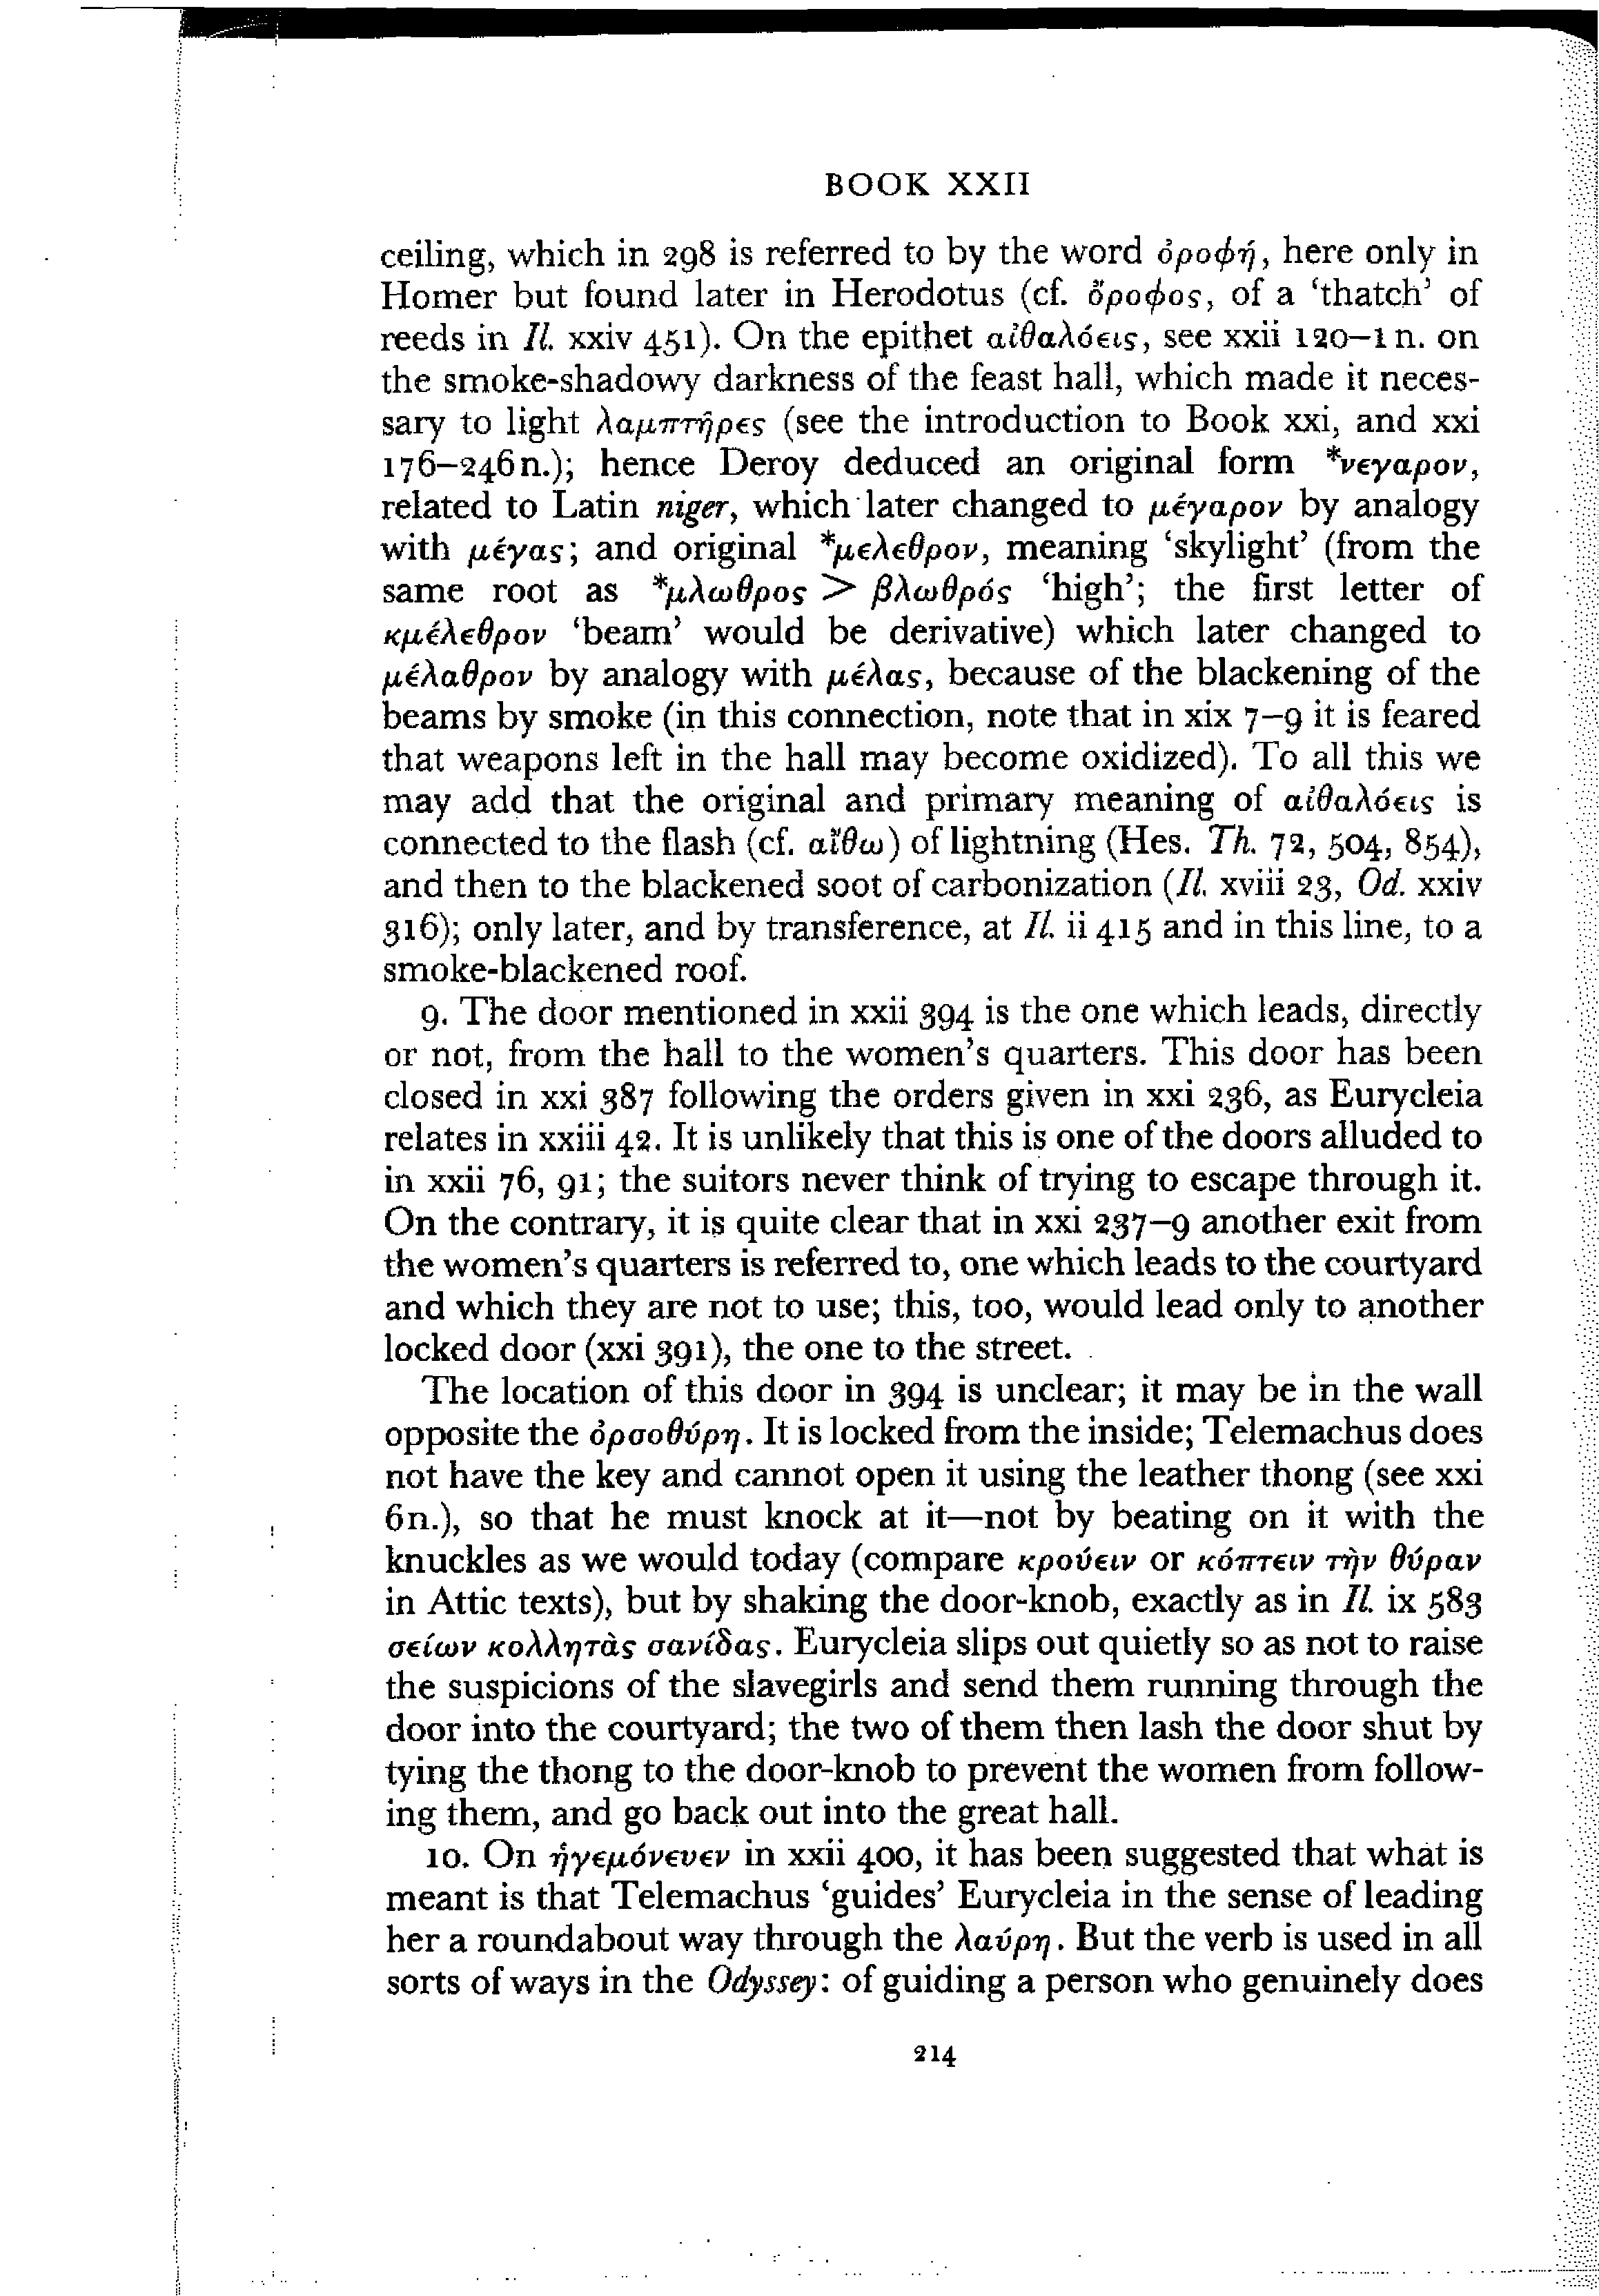 BOOK XXII
ceiling, which in 298 is referred to by the word ὀροφή, here only in
Homer but found later in Herodotus (cf. ὄροφος, of a ‘thatch’ of
reeds in Il. xxiv 451). On the epithet αἰθαλόεις, see xxii 120–1 n. on
the smoke-shadowy darkness of the feast hall, which made it neces-
sary to light λαμπτῆρες (see the introduction to Book xxi, and xxi
176–246 n.); hence Deroy deduced an original form *νεγαρον,
related to Latin niger, which later changed to μέγαρον by analogy
with μέγας; and original *μελεθρον, meaning ‘skylight’ (from the
same root as *μλωθρος > βλωθρός ‘high’; the first letter of
κμέλεθρον ‘beam’ would be derivative) which later changed to
μέλαθρον by analogy with μέλας, because of the blackening of the
beams by smoke (in this connection, note that in xix 7–9 it is feared
that weapons left in the hall may become oxidized). To all this we
may add that the original and primary meaning of αἰθαλόεις is
connected to the flash (cf. αἴθω) of lightning (Hes. Th. 72, 504, 854),
and then to the blackened soot of carbonization (Il. xviii 23, Od. xxiv
316); only later, and by transference, at Il. ii 415 and in this line, to a
smoke-blackened roof.
9. The door mentioned in xxii 394 is the one which leads, directly
or not, from the hall to the women’s quarters. This door has been
closed in xxi 387 following the orders given in xxi 236, as Eurycleia
relates in xxiii 42. It is unlikely that this is one of the doors alluded to
in xxii 76, 91; the suitors never think of trying to escape through it.
On the contrary, it is quite clear that in xxi 237–9 another exit from
the women’s quarters is referred to, one which leads to the courtyard
and which they are not to use; this, too, would lead only to another
locked door (xxi 391), the one to the street.
The location of this door in 394 is unclear; it may be in the wall
opposite the ὀρσοθύρη. It is locked from the inside; Telemachus does
not have the key and cannot open it using the leather thong (see xxi
6 n.), so that he must knock at it—not by beating on it with the
knuckles as we would today (compare κρούειν or κόπτειν τὴν θύραν
in Attic texts), but by shaking the door-knob, exactly as in Il. ix 583
σείων κολλητὰς σανίδας. Eurycleia slips out quietly so as not to raise
the suspicions of the slavegirls and send them running through the
door into the courtyard; the two of them then lash the door shut by
tying the thong to the door-knob to prevent the women from follow-
ing them, and go back out into the great hall.
10. On ἡγεμόνευεν in xxii 400, it has been suggested that what is
meant is that Telemachus ‘guides’ Eurycleia in the sense of leading
her a roundabout way through the λαύρη. But the verb is used in all
sorts of ways in the Odyssey: of guiding a person who genuinely does
214